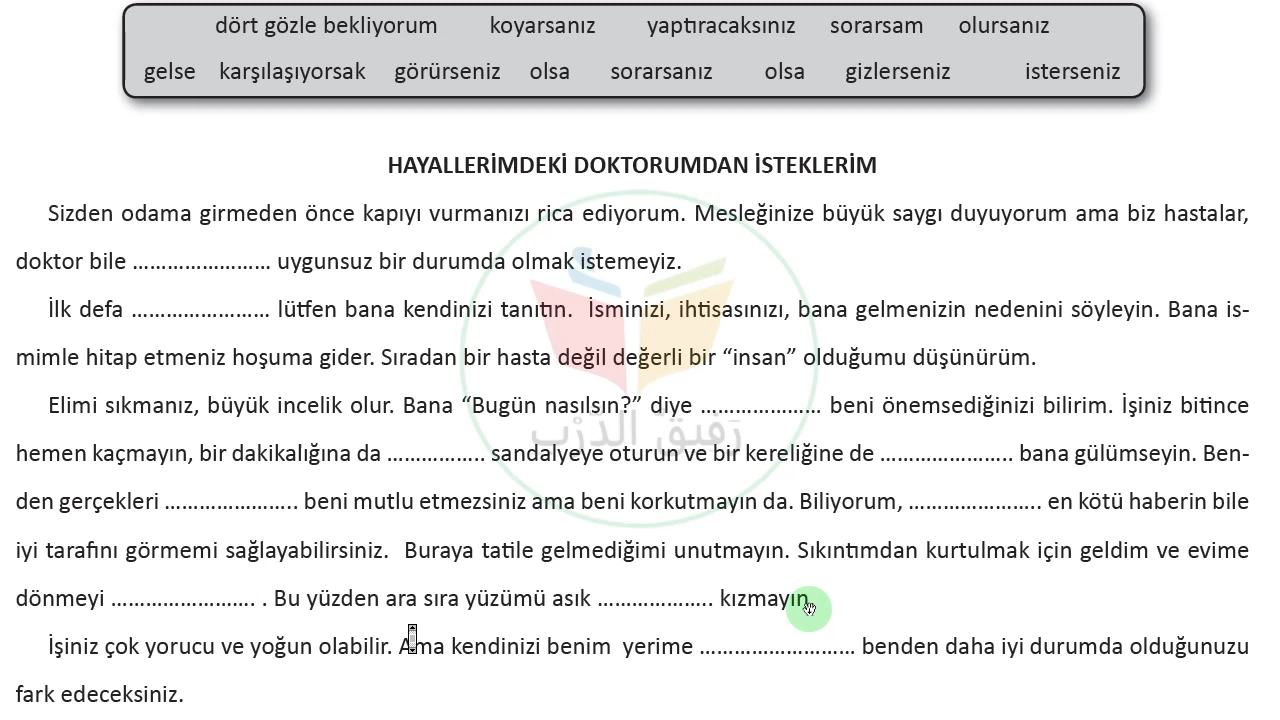 dört gözle bekliyorum koyarsanız yaptıracaksınız sorarsam olursanız
gelse karşılaşıyorsak görürseniz olsa sorarsanız olsa gizlerseniz isterseniz
HAYALLERİMDEKİ DOKTORUMDAN İSTEKLERİM
Sizden odama girmeden önce kapıyı vurmanızı rica ediyorum. Mesleğinize büyük saygı duyuyorum ama biz hastalar,
doktor bile …………………… uygunsuz bir durumda olmak istemeyiz.
İlk defa …………………… lütfen bana kendinizi tanıtın. İsminizi, ihtisasınızı, bana gelmenizin nedenini söyleyin. Bana is-
mimle hitap etmeniz hoşuma gider. Sıradan bir hasta değil değerli bir “insan” olduğumu düşünürüm.
Elimi sıkmanız, büyük incelik olur. Bana “Bugün nasılsın?” diye ………………… beni önemsediğinizi bilirim. İşiniz bitince
hemen kaçmayın, bir dakikalığına da …………….. sandalyeye oturun ve bir kereliğine de ………………….. bana gülümseyin. Ben-
den gerçekleri ………………….. beni mutlu etmezsiniz ama beni korkutmayın da. Biliyorum, ………………….. en kötü haberin bile
iyi tarafını görmemi sağlayabilirsiniz. Buraya tatile gelmediğimi unutmayın. Sıkıntımdan kurtulmak için geldim ve evime
dönmeyi ……………………. . Bu yüzden ara sıra yüzümü asık ……………….. kızmayın.
İşiniz çok yorucu ve yoğun olabilir. Ama kendinizi benim yerime ……………………… benden daha iyi durumda olduğunuzu
fark edeceksiniz.
رَفِيقُ الدَّرْب